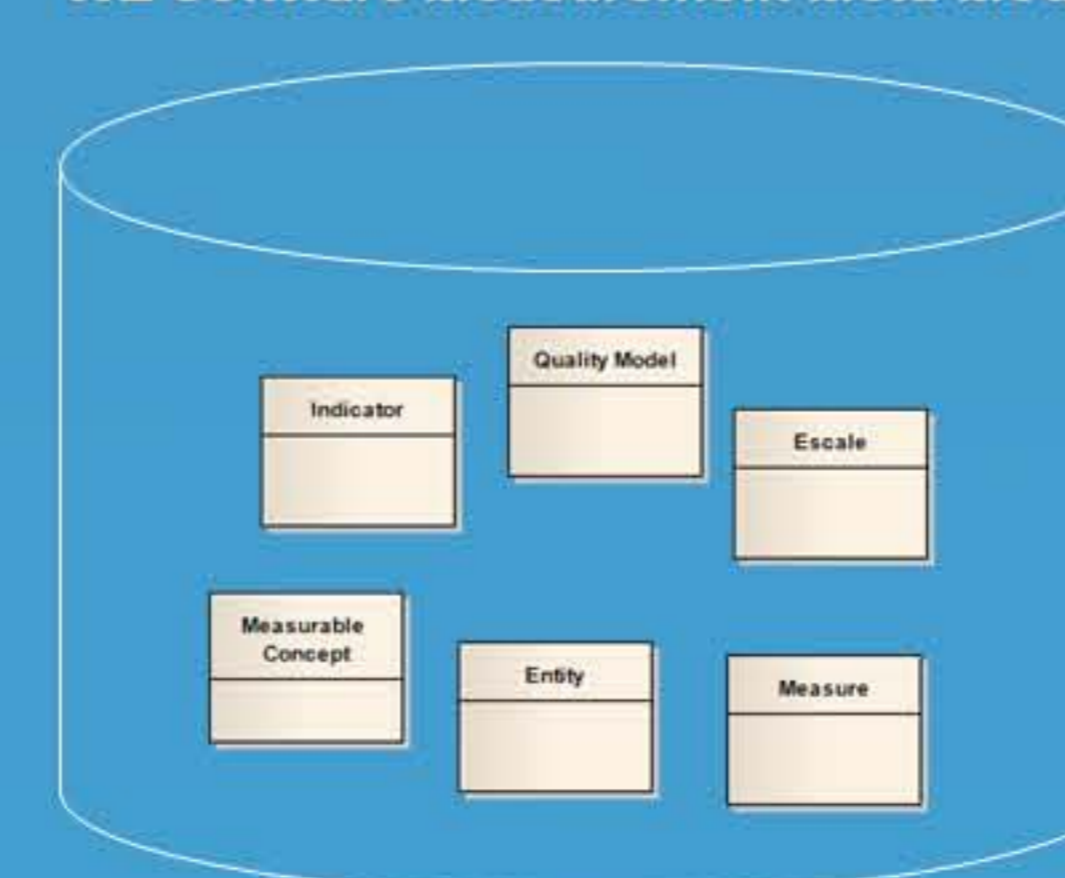 Quality Model
Indicator
Escale
Measurable
Concept
Entity
Measure